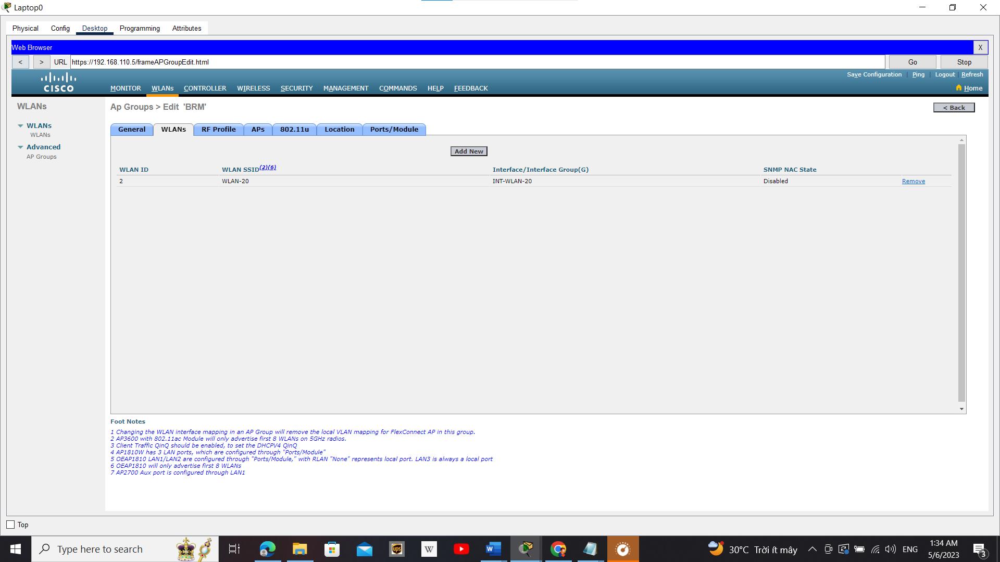 Laptop0
Physical Config Desktop Programming Attributes
Web Browser X
< > URL https://192.168.110.5/frameAPGroupEdit.html Go Stop
Save Configuration | Ping Logout | Refresh
CISCO MONITOR WLANs CONTROLLER WIRELESS SECURITY MANAGEMENT COMMANDS HELP FEEDBACK Home
WLANs
WLANs
WLANs
Advanced
AP Groups
Ap Groups > Edit 'BRM' < Back
General WLANs RF Profile APs 802.11u Location Ports/Module
Add New
WLAN ID WLAN SSID(2)(6) Interface/Interface Group(G) SNMP NAC State
2 WLAN-20 INT-WLAN-20 Disabled Remove
Foot Notes
1 Changing the WLAN interface mapping in an AP Group will remove the local VLAN mapping for FlexConnect AP in this group.
2 AP3600 with 802.11ac Module will only advertise first 8 WLANs on 5GHz radios.
3 Client Traffic QinQ should be enabled, to set the DHCPV4 QinQ
4 AP1810W has 3 LAN ports, which are configured through "Ports/Module"
5 OEAP1810 LAN1/LAN2 are configured through "Ports/Module," with RLAN "None" represents local port. LAN3 is always a local port
6 OEAP1810 will only advertise first 8 WLANs
7 AP2700 Aux port is configured through LAN1
Top
Type here to search
ups
W
W
30°C Trời ít mây
ENG
1:34 AM
5/6/2023
3